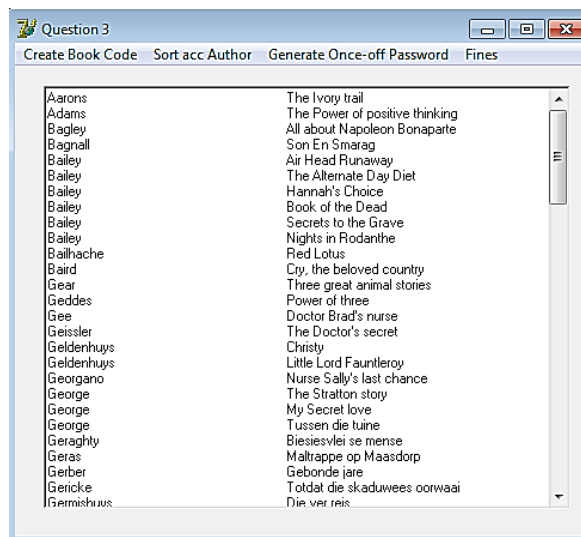 Question 3
Create Book Code Sort acc Author Generate Once-off Password Fines
Aarons The Ivory trail
Adams The Power of positive thinking
Bagley All about Napoleon Bonaparte
Bagnall Son En Smarag
Bailey Air Head Runaway
Bailey The Alternate Day Diet
Bailey Hannah's Choice
Bailey Book of the Dead
Bailey Secrets to the Grave
Bailey Nights in Rodanthe
Bailhache Red Lotus
Baird Cry, the beloved country
Gear Three great animal stories
Geddes Power of three
Gee Doctor Brad's nurse
Geissler The Doctor's secret
Geldenhuys Christy
Geldenhuys Little Lord Fauntleroy
Georgano Nurse Sally's last chance
George The Stratton story
George My Secret love
George Tussen die tuine
Geraghty Biesiesvlei se mense
Geras Maltrappe op Maasdorp
Gerber Gebonde jare
Gericke Totdat die skaduwees oorwaai
Germishuys Die ver reis